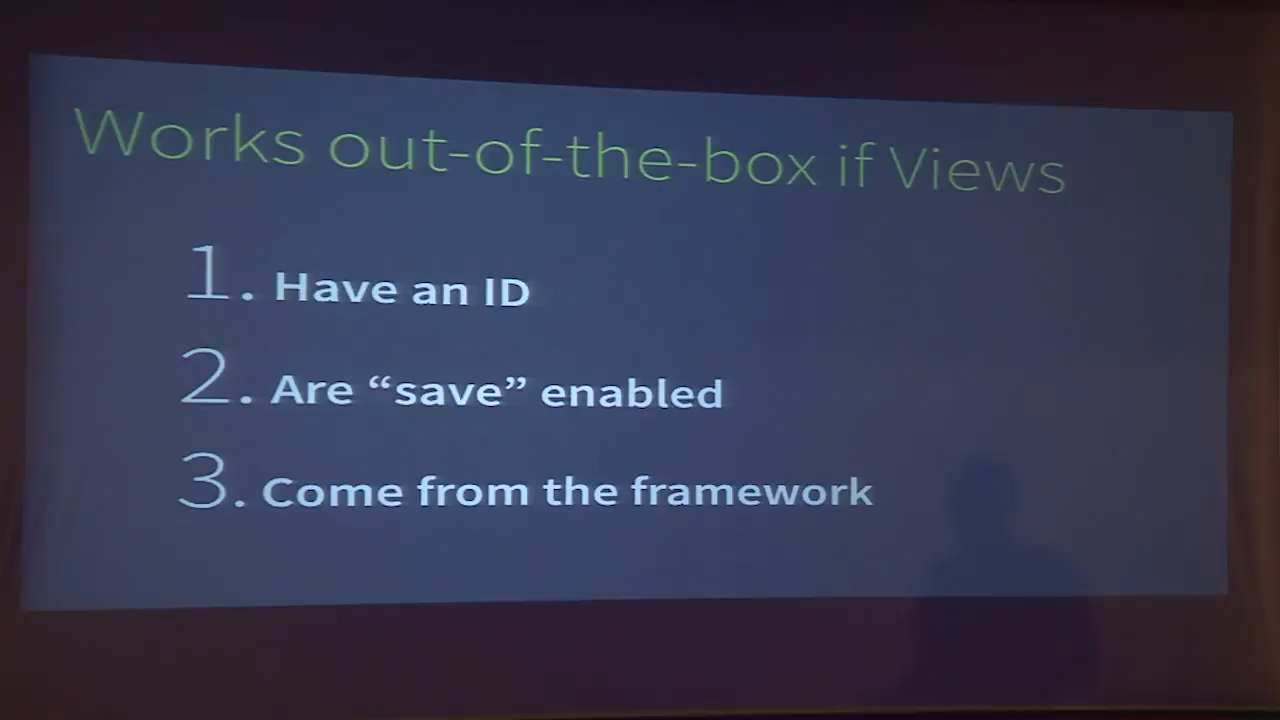 Works out-of-the-box if Views
1. Have an ID
2. Are “save” enabled
3. Come from the framework